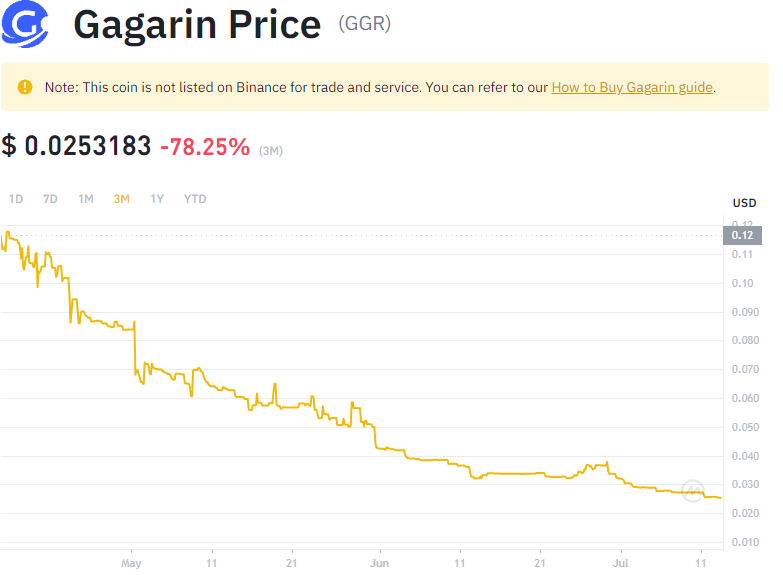 Gagarin Price (GGR)
Note: This coin is not listed on Binance for trade and service. You can refer to our How to Buy Gagarin guide.
$ 0.0253183 -78.25% (3M)
1D 7D 1M 3M 1Y YTD
USD
0.12
0.12
0.11
0.10
0.090
0.080
0.070
0.060
0.050
0.040
0.030
0.020
0.010
May 11 21 Jun 11 21 Jul 11